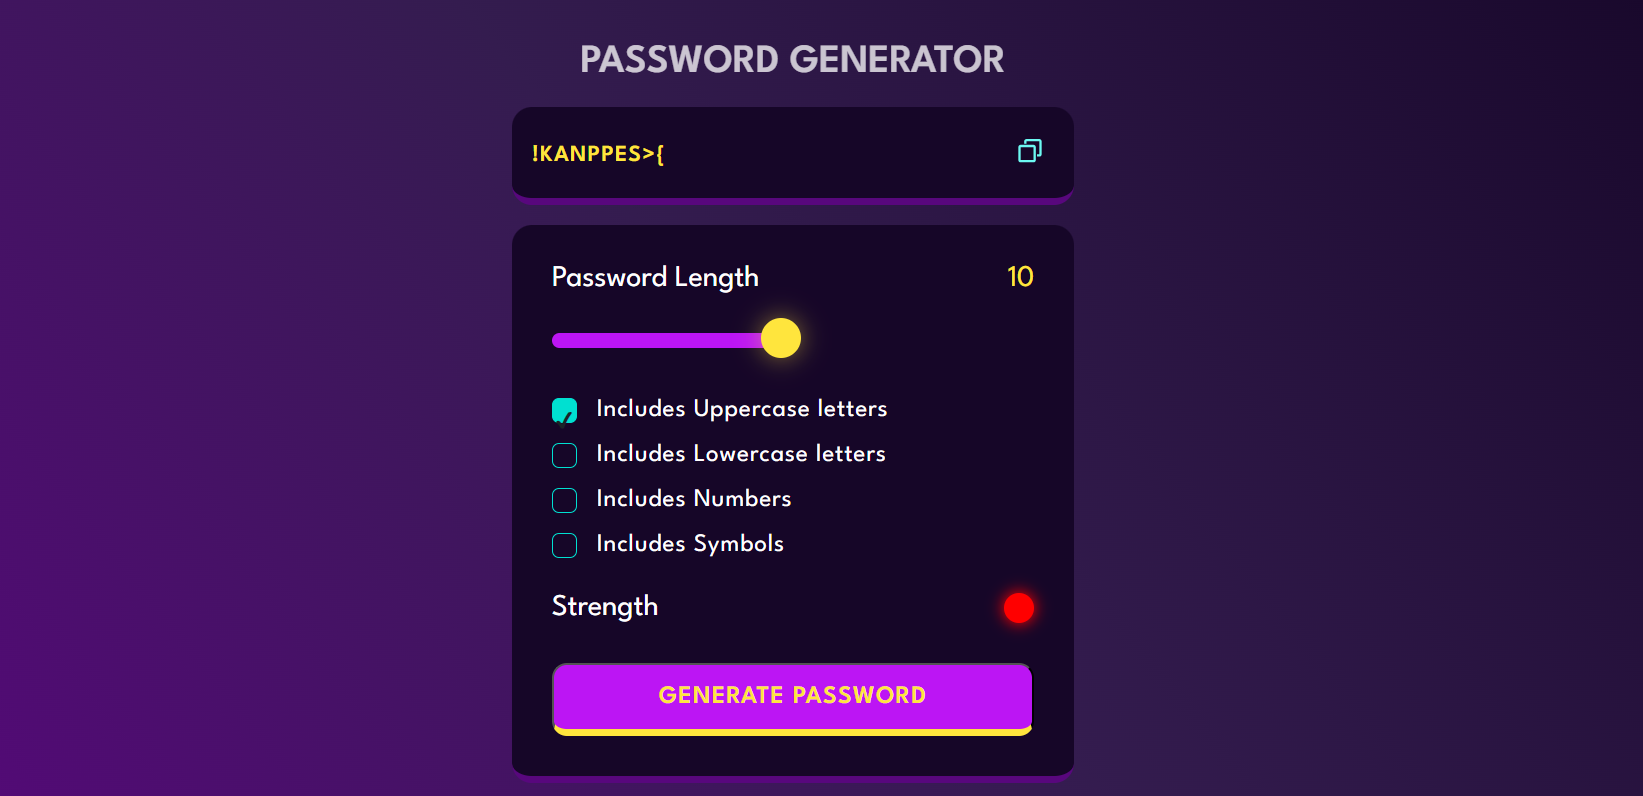 PASSWORD GENERATOR
!KANPPES>{
Password Length 10
Includes Uppercase letters
Includes Lowercase letters
Includes Numbers
Includes Symbols
Strength
GENERATE PASSWORD